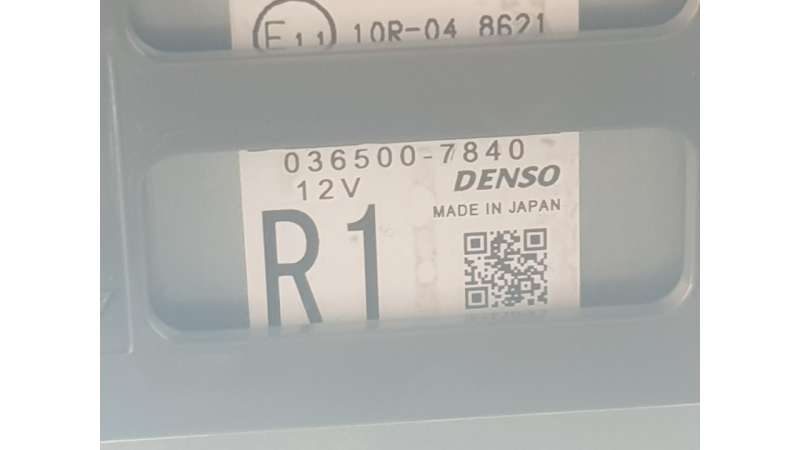 E11 10R-04 8621
036500-7840
12V DENSO
MADE IN JAPAN
R1